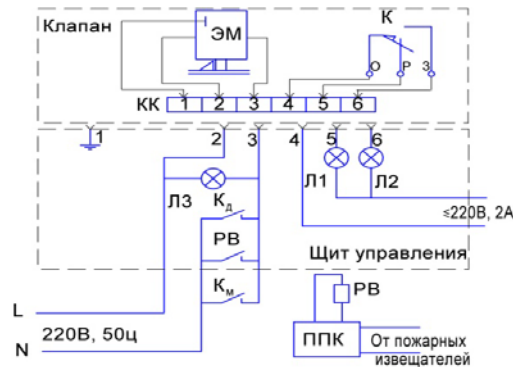 Клапан
ЭМ
К
О Р З
КК 1 2 3 4 5 6
1 2 3 4 5 6
Л1 Л2
Л3
Кд
≤220В, 2А
РВ
Щит управления
Км
L
220В, 50ц
N
РВ
ППК
От пожарных
извещателей